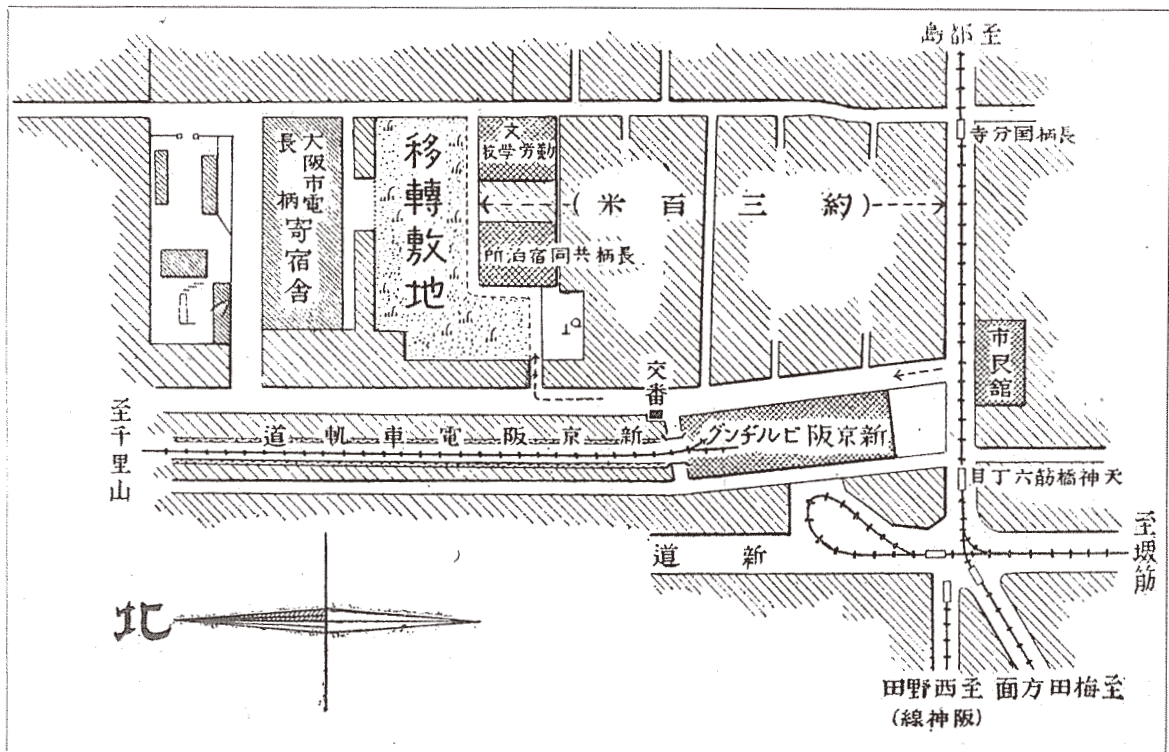 至都島
長柄国分寺
文
勤労学校
移轉敷地
大阪市電
長柄寄宿舎
(約三百米)
長柄共同宿泊所
市民館
交番
新京阪ビルヂング
新京阪電車軌道
至千里山
天神橋筋六丁目
至堺筋
新道
北
至梅田方面
至西野田
(阪神線)